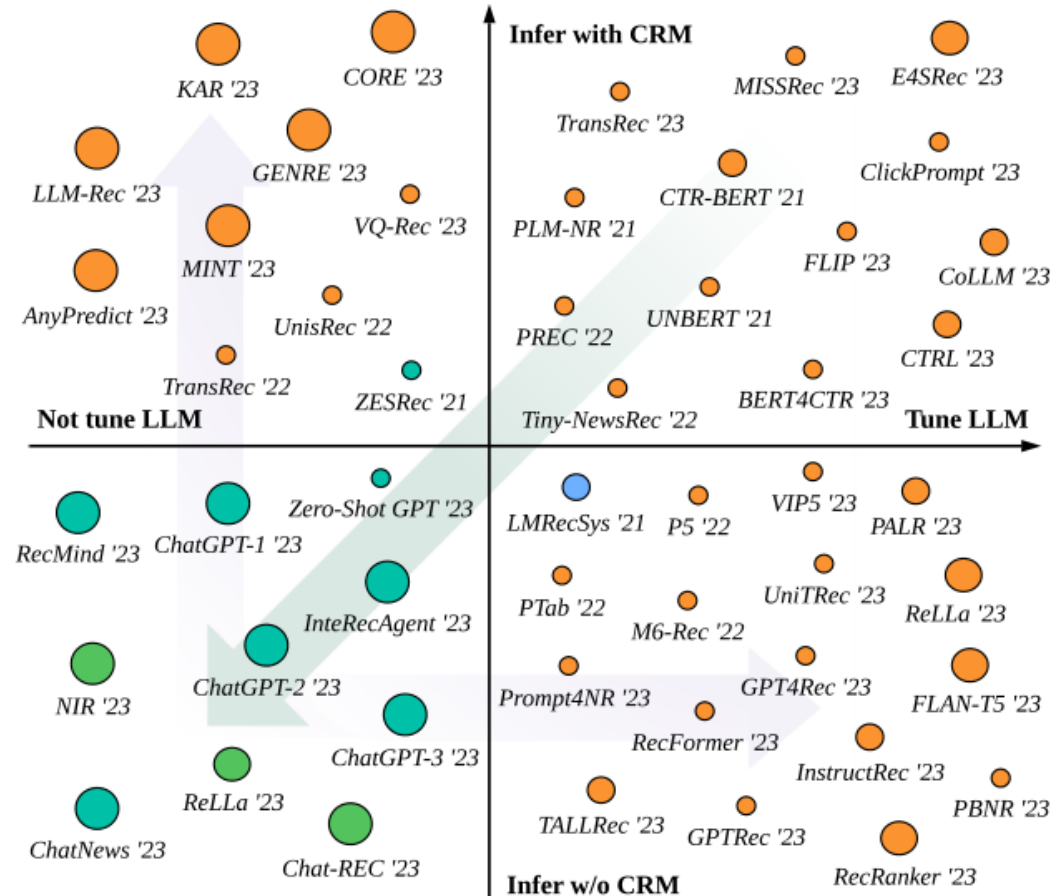 Infer with CRM
KAR '23
CORE '23
MISSRec '23
E4SRec '23
TransRec '23
LLM-Rec '23
GENRE '23
CTR-BERT '21
ClickPrompt '23
VQ-Rec '23
PLM-NR '21
MINT '23
FLIP '23
CoLLM '23
AnyPredict '23
UnisRec '22
PREC '22
UNBERT '21
CTRL '23
TransRec '22
ZESRec '21
Tiny-NewsRec '22
BERT4CTR '23
Not tune LLM
Tune LLM
RecMind '23
ChatGPT-1 '23
Zero-Shot GPT '23
LMRecSys '21
P5 '22
VIP5 '23
PALR '23
InteRecAgent '23
PTab '22
M6-Rec '22
UniTRec '23
ReLLa '23
NIR '23
ChatGPT-2 '23
Prompt4NR '23
GPT4Rec '23
FLAN-T5 '23
ChatGPT-3 '23
RecFormer '23
InstructRec '23
ReLLa '23
PBNR '23
ChatNews '23
Chat-REC '23
TALLRec '23
GPTRec '23
RecRanker '23
Infer w/o CRM